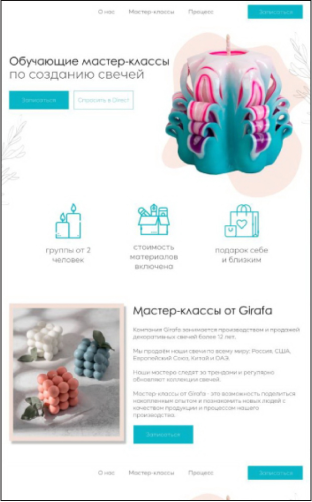 О нас Мастер-классы Процесс Записаться
Обучающие мастер-классы
по созданию свечей
Записаться Спросить в Direct
группы от 2
человек
стоимость
материалов
включена
подарок себе
и близким
Мастер-классы от Girafa
Компания Girafa занимается производством и продажей
декоративных свечей более 12 лет.
Мы продаём наши свечи по всему миру: Россия, США,
Европейский Союз, Китай и ОАЭ.
Наши мастера следят за трендами и регулярно
обновляют коллекции свечей.
Мастер классы от Girafa - это возможность поделиться
накопленным опытом и познакомить новых людей с
качеством продукции и процессом нашего
производства.
Записаться
О нас Мастер-классы Процесс Записаться